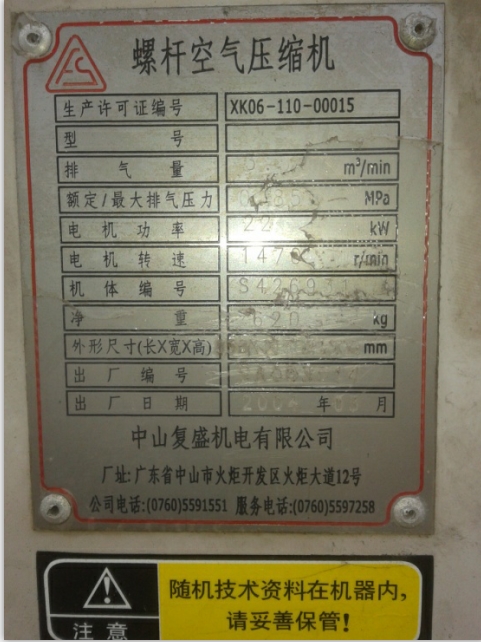 螺杆空气压缩机
生产许可证编号 XK06-110-00015
型 号
排 气 量 m³/min
额定/最大排气压力 MPa
电 机 功 率 22 kW
电 机 转 速 147 r/min
机 体 编 号
净 重 kg
外形尺寸(长X宽X高) mm
出 厂 编 号
出 厂 日 期 年 月
中山复盛机电有限公司
厂址:广东省中山市火炬开发区火炬大道12号
公司电话:(0760)5591551 服务电话:(0760)5597258
注 意
随机技术资料在机器内,
请妥善保管!